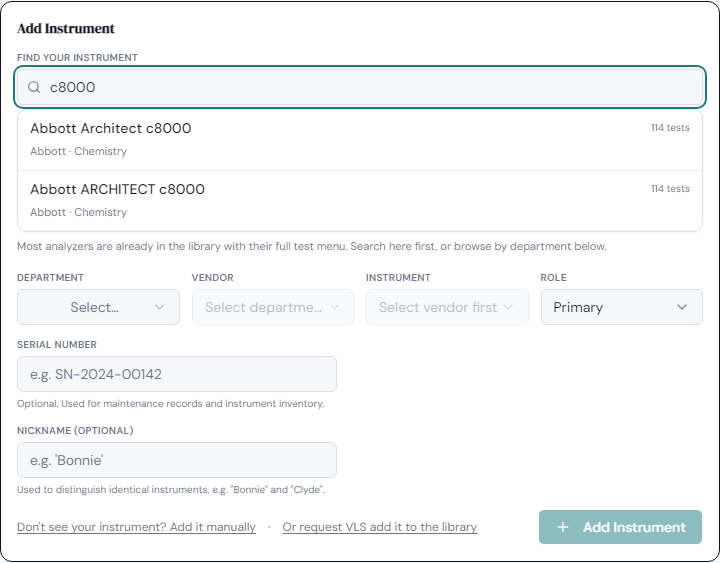 Add Instrument
FIND YOUR INSTRUMENT
c8000
Abbott Architect c8000 114 tests
Abbott · Chemistry
Abbott ARCHITECT c8000 114 tests
Abbott · Chemistry
Most analyzers are already in the library with their full test menu. Search here first, or browse by department below.
DEPARTMENT VENDOR INSTRUMENT ROLE
Select... Select departme... Select vendor first Primary
SERIAL NUMBER
e.g. SN-2024-00142
Optional. Used for maintenance records and instrument inventory.
NICKNAME (OPTIONAL)
e.g. 'Bonnie'
Used to distinguish identical instruments, e.g. "Bonnie" and "Clyde".
Don't see your instrument? Add it manually · Or request VLS add it to the library + Add Instrument